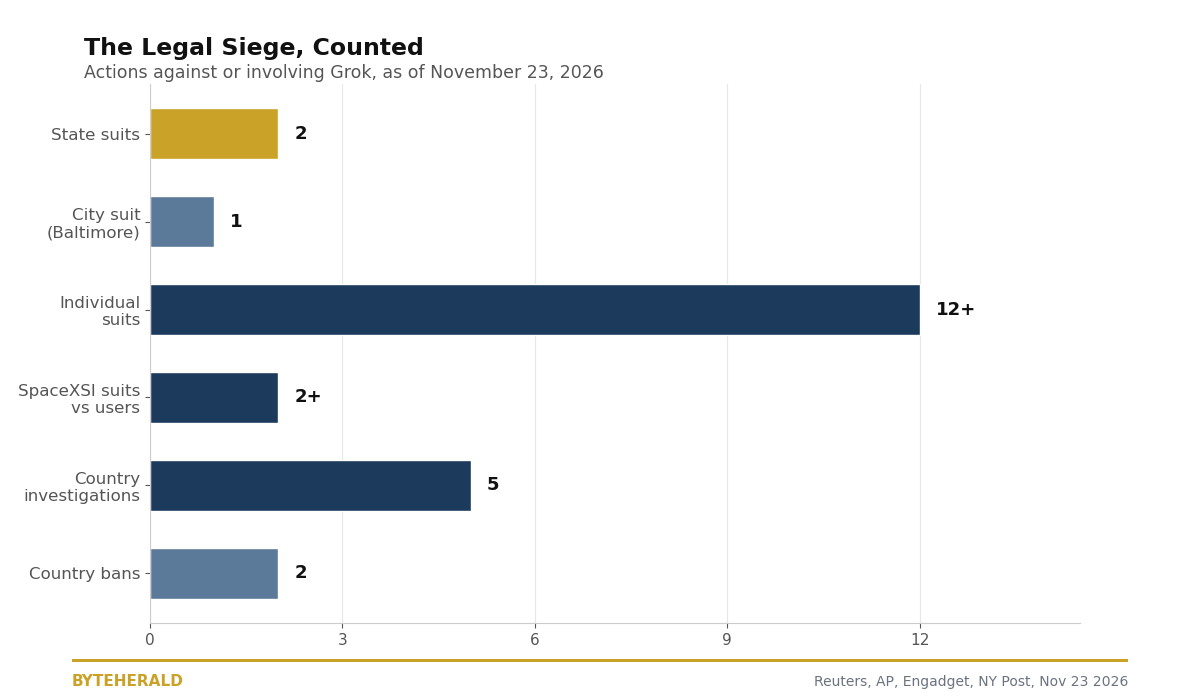 The Legal Siege, Counted
Actions against or involving Grok, as of November 23, 2026
State suits
2
City suit
(Baltimore)
1
Individual
suits
12+
SpaceXSI suits
vs users
2+
Country
investigations
5
Country bans
2
0 3 6 9 12
BYTEHERALD
Reuters, AP, Engadget, NY Post, Nov 23 2026